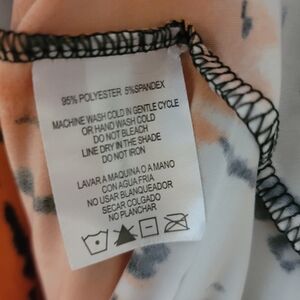 95% POLYESTER 5%SPANDEX
MACHINE WASH COLD IN GENTLE CYCLE
OR HAND WASH COLD
DO NOT BLEACH
LINE DRY IN THE SHADE
DO NOT IRON
LAVAR A MAQUINA O A MANO
CON AGUA FRIA
NO USAR BLANQUEADOR
SECAR COLGADO
NO PLANCHAR